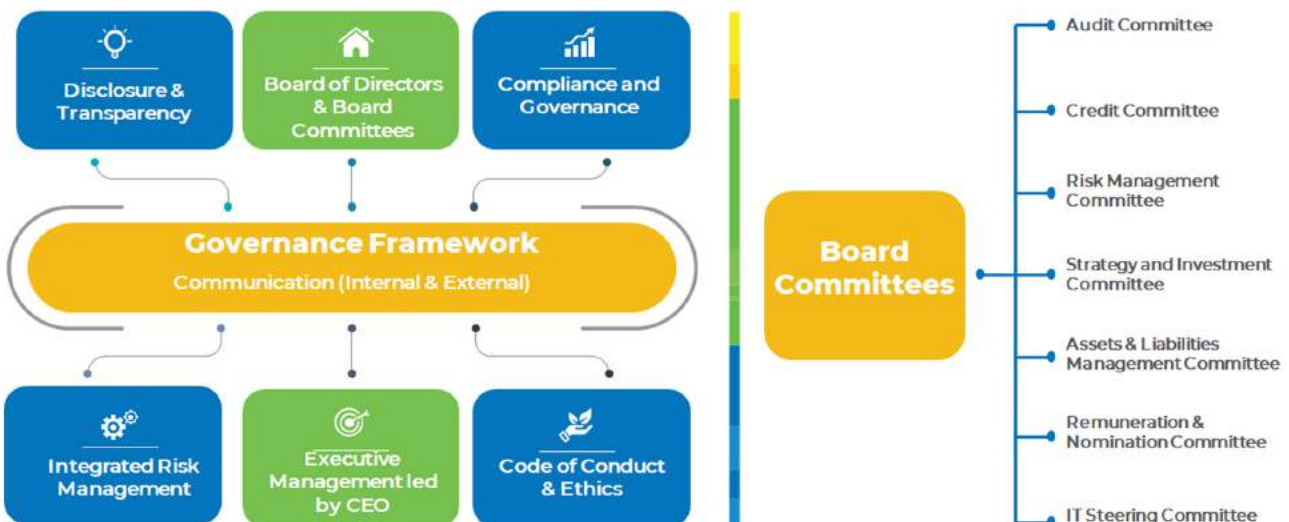 Disclosure &
Transparency
Board of Directors
& Board
Committees
Compliance and
Governance
Governance Framework
Communication (Internal & External)
Integrated Risk
Management
Executive
Management led
by CEO
Code of Conduct
& Ethics
Board
Committees
Audit Committee
Credit Committee
Risk Management
Committee
Strategy and Investment
Committee
Assets & Liabilities
Management Committee
Remuneration &
Nomination Committee
IT Steering Committee